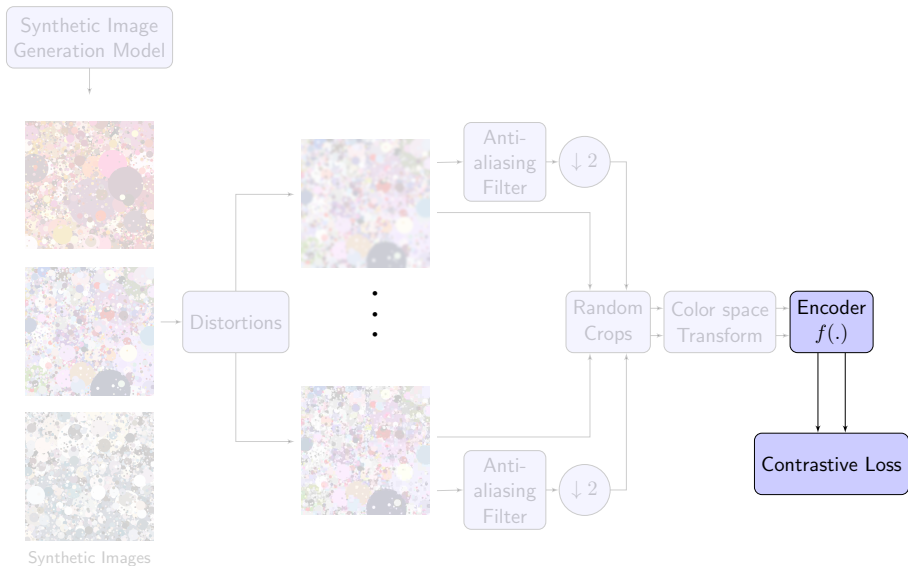 Synthetic Image
Generation Model
Anti-
aliasing
Filter
↓ 2
Distortions
Random
Crops
Color space
Transform
Encoder
f(.)
Contrastive Loss
Anti-
aliasing
Filter
↓ 2
Synthetic Images